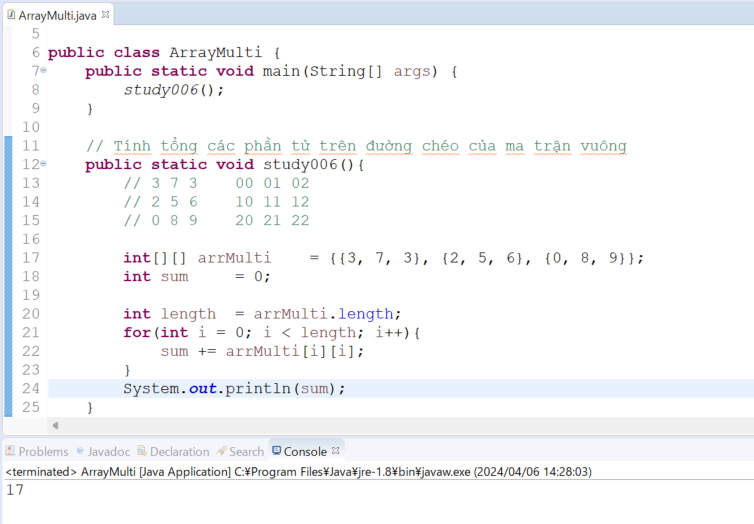 ArrayMulti.java
5
6 public class ArrayMulti {
7 public static void main(String[] args) {
8 study006();
9 }
10
11 // Tính tổng các phần tử trên đường chéo của ma trận vuông
12 public static void study006(){
13 // 3 7 3 00 01 02
14 // 2 5 6 10 11 12
15 // 0 8 9 20 21 22
16
17 int[][] arrMulti = {{3, 7, 3}, {2, 5, 6}, {0, 8, 9}};
18 int sum = 0;
19
20 int length = arrMulti.length;
21 for(int i = 0; i < length; i++){
22 sum += arrMulti[i][i];
23 }
24 System.out.println(sum);
25 }
Problems Javadoc Declaration Search Console
<terminated> ArrayMulti [Java Application] C:¥Program Files¥Java¥jre-1.8¥bin¥javaw.exe (2024/04/06 14:28:03)
17